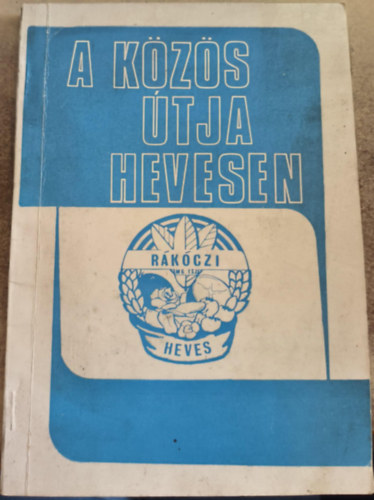 A KÖZÖS
ÚTJA
HEVESEN
RÁKÓCZI
HEVES